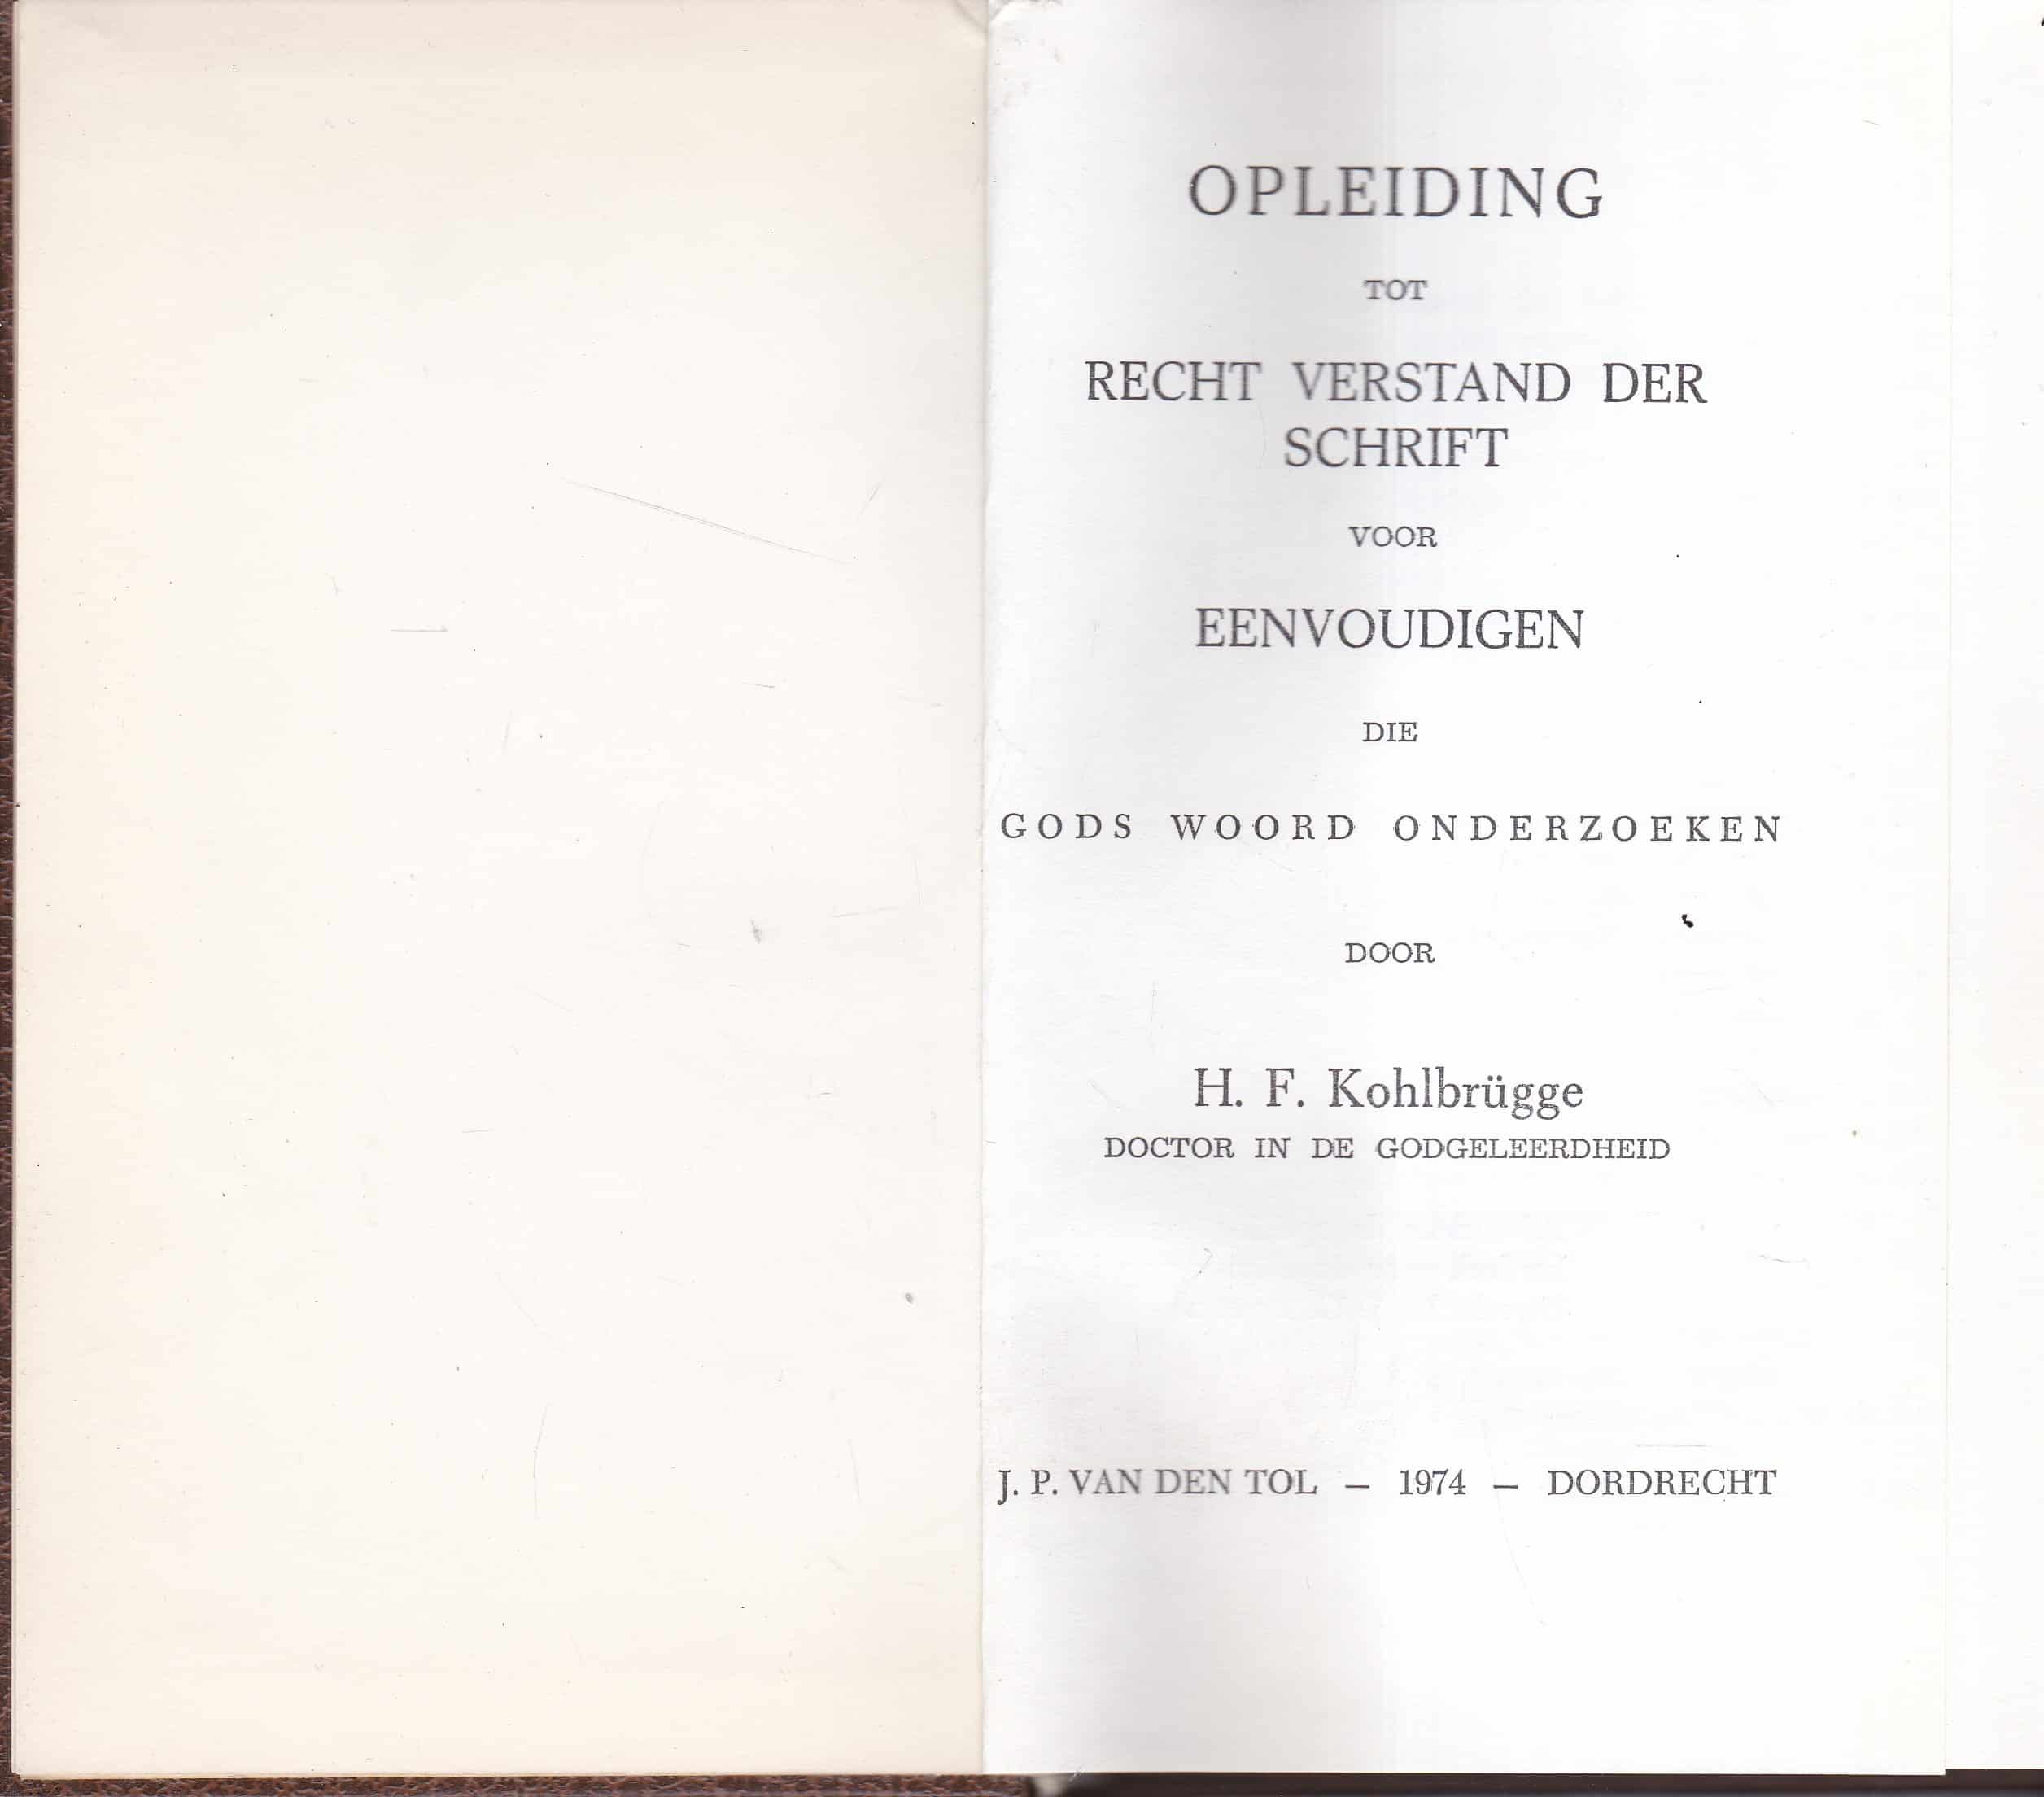 OPLEIDING
TOT
RECHT VERSTAND DER
SCHRIFT
VOOR
EENVOUDIGEN
DIE
GODS WOORD ONDERZOEKEN
DOOR
H. F. Kohlbrügge
DOCTOR IN DE GODGELEERDHEID
J. P. VAN DEN TOL – 1974 – DORDRECHT